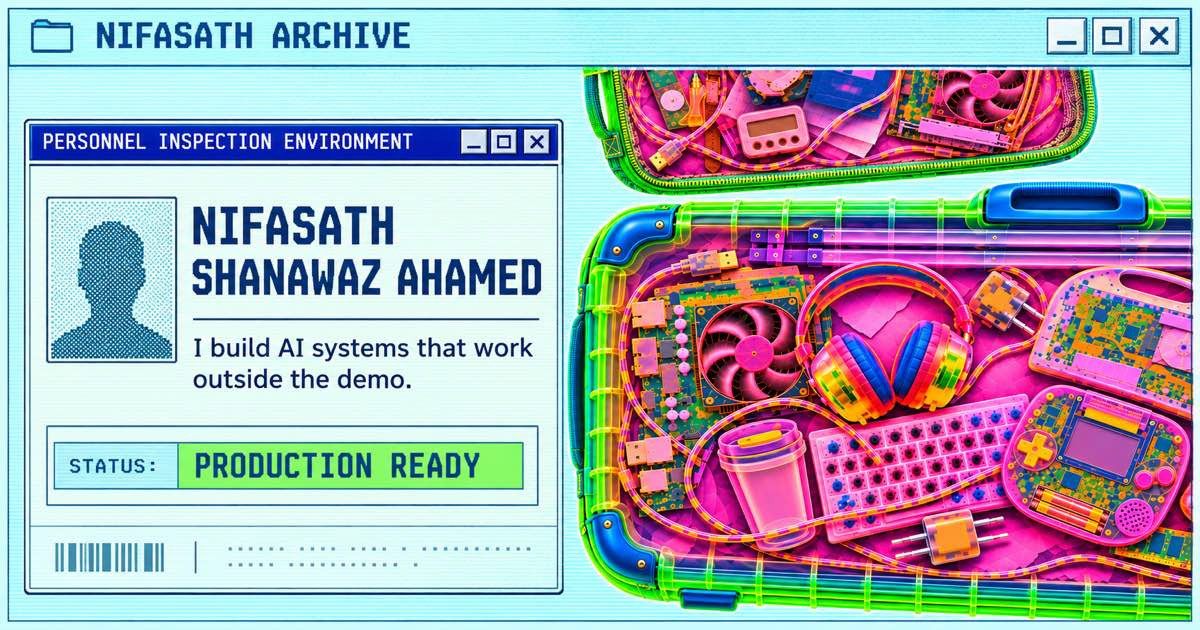 NIFASATH ARCHIVE
PERSONNEL INSPECTION ENVIRONMENT
NIFASATH
SHANAWAZ AHAMED
I build AI systems that work
outside the demo.
STATUS: PRODUCTION READY